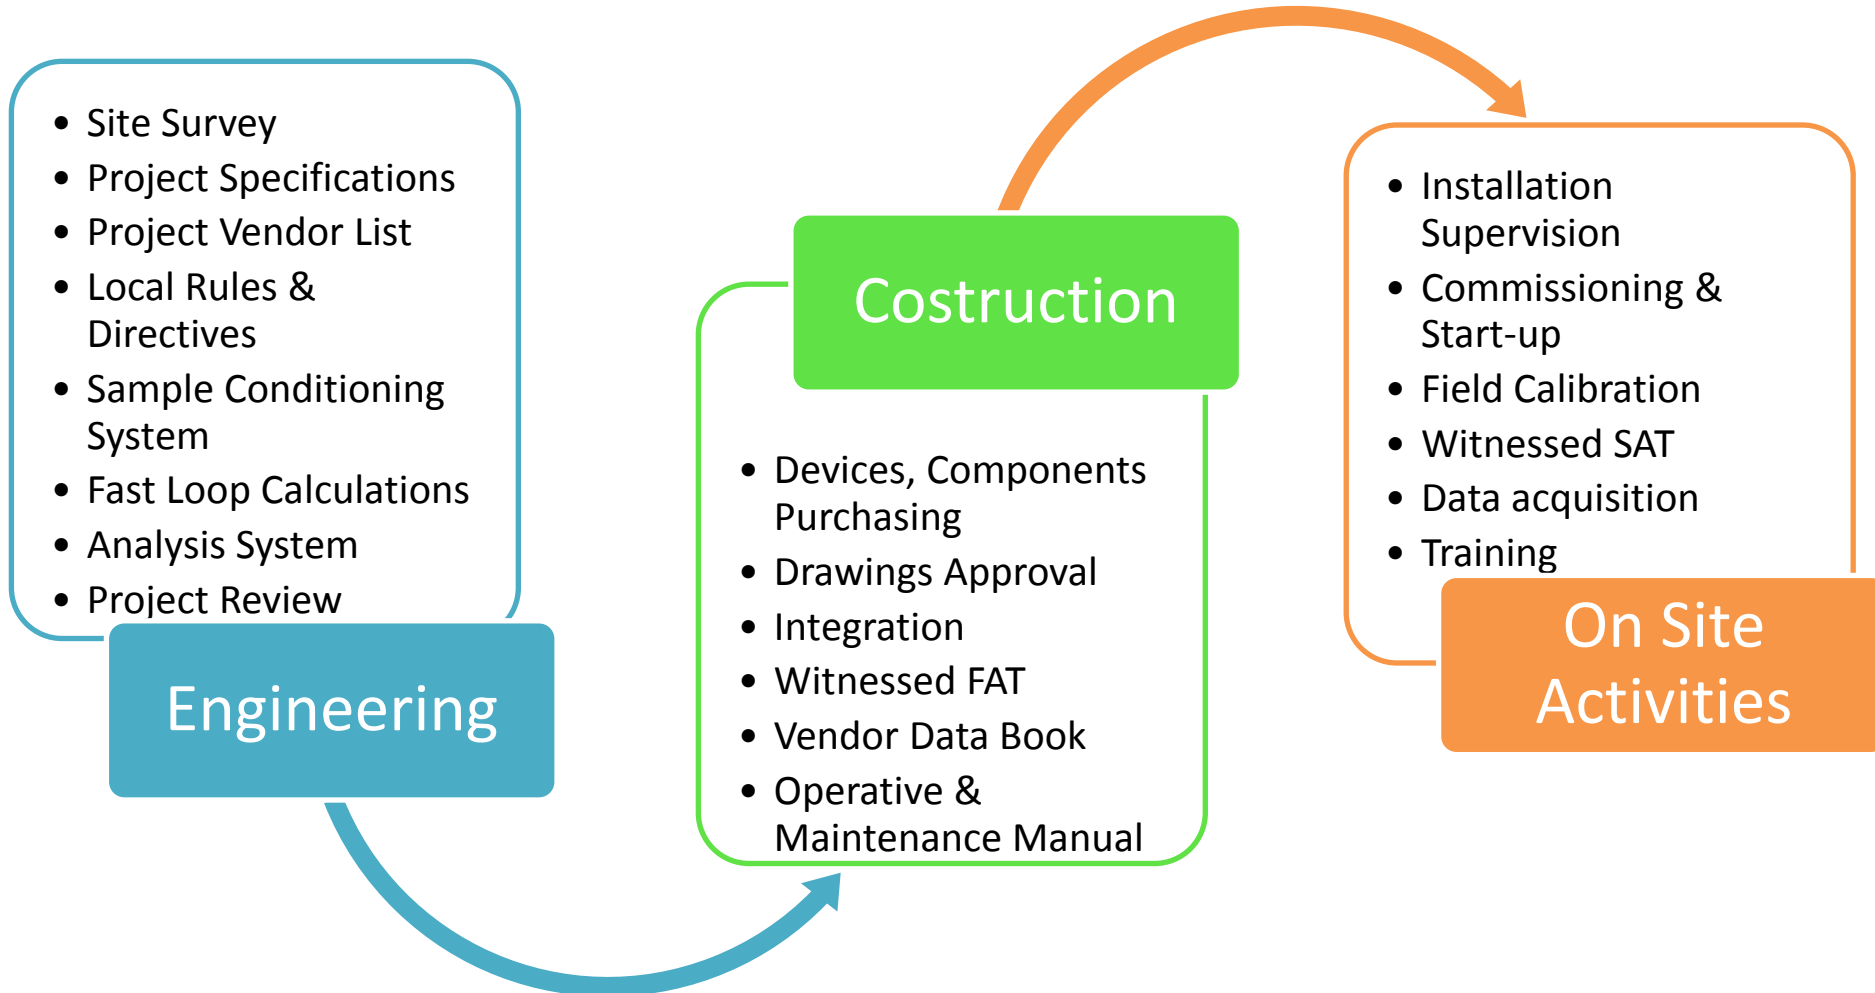 • Site Survey
• Project Specifications
• Project Vendor List
• Local Rules &
Directives
• Sample Conditioning
System
• Fast Loop Calculations
• Analysis System
• Project Review
Engineering
Costruction
• Devices, Components
Purchasing
• Drawings Approval
• Integration
• Witnessed FAT
• Vendor Data Book
• Operative &
Maintenance Manual
• Installation
Supervision
• Commissioning &
Start-up
• Field Calibration
• Witnessed SAT
• Data acquisition
• Training
On Site
Activities